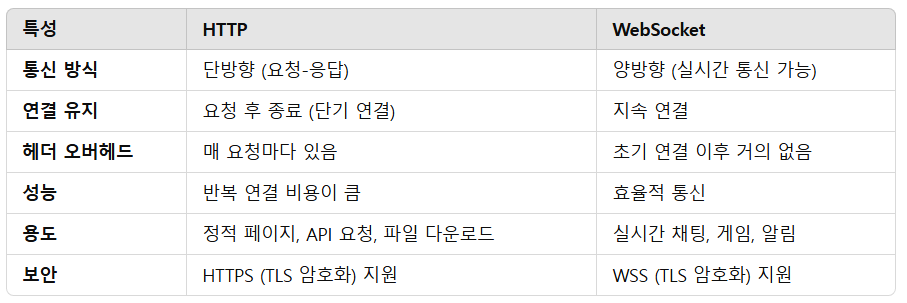 특성 HTTP WebSocket
통신 방식 단방향 (요청-응답) 양방향 (실시간 통신 가능)
연결 유지 요청 후 종료 (단기 연결) 지속 연결
헤더 오버헤드 매 요청마다 있음 초기 연결 이후 거의 없음
성능 반복 연결 비용이 큼 효율적 통신
용도 정적 페이지, API 요청, 파일 다운로드 실시간 채팅, 게임, 알림
보안 HTTPS (TLS 암호화) 지원 WSS (TLS 암호화) 지원